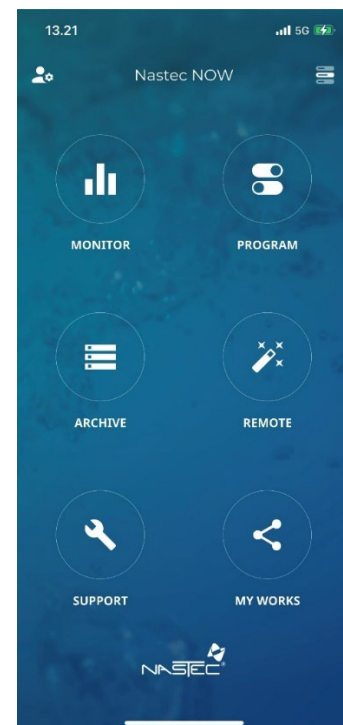 13.21 5G
Nastec NOW
MONITOR PROGRAM
ARCHIVE REMOTE
SUPPORT MY WORKS
NASTEC